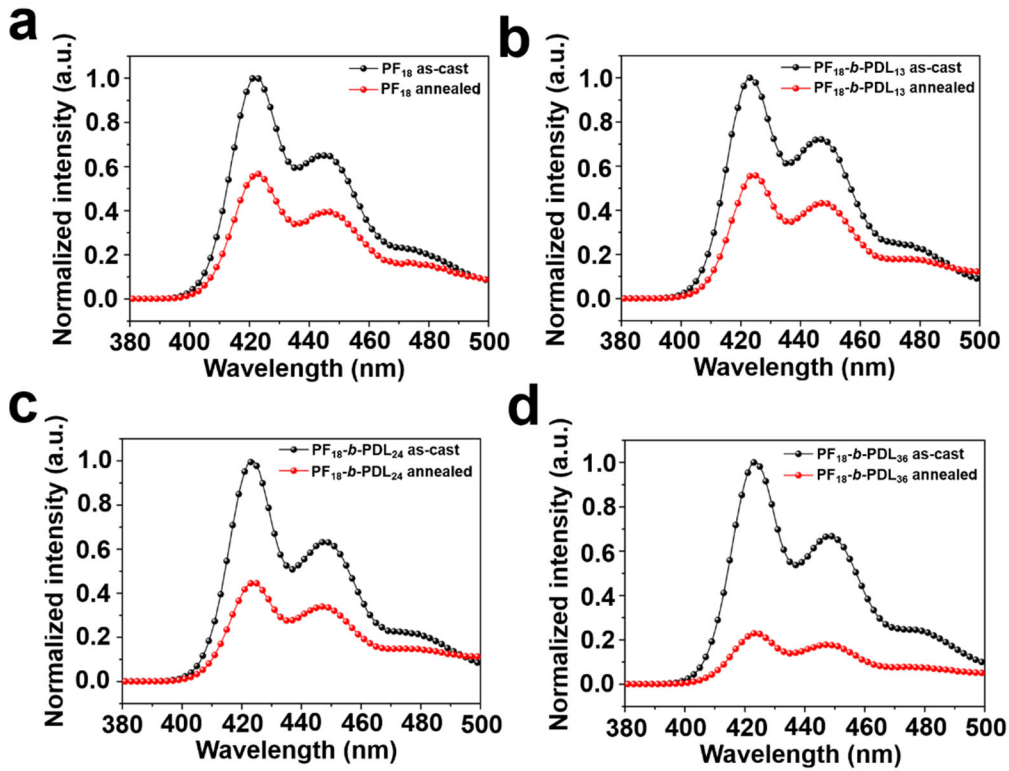 a
PF18 as-cast
PF18 annealed
Normalized intensity (a.u.)
1.0
0.8
0.6
0.4
0.2
0.0
380 400 420 440 460 480 500
Wavelength (nm)
b
PF18-b-PDL13 as-cast
PF18-b-PDL13 annealed
Normalized intensity (a.u.)
1.0
0.8
0.6
0.4
0.2
0.0
380 400 420 440 460 480 500
Wavelength (nm)
c
PF18-b-PDL24 as-cast
PF18-b-PDL24 annealed
Normalized intensity (a.u.)
1.0
0.8
0.6
0.4
0.2
0.0
380 400 420 440 460 480 500
Wavelength (nm)
d
PF18-b-PDL36 as-cast
PF18-b-PDL36 annealed
Normalized intensity (a.u.)
1.0
0.8
0.6
0.4
0.2
0.0
380 400 420 440 460 480 500
Wavelength (nm)